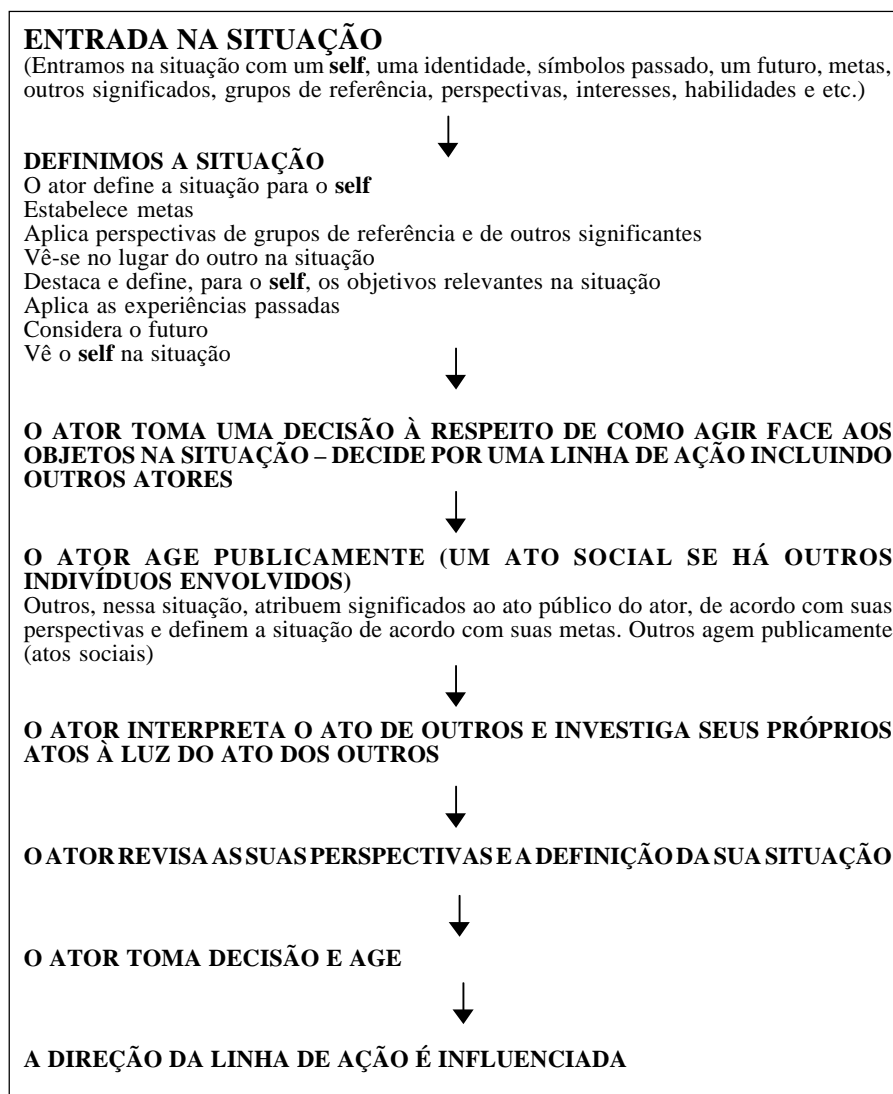 ENTRADA NA SITUAÇÃO
(Entramos na situação com um self, uma identidade, símbolos passado, um futuro, metas,
outros significados, grupos de referência, perspectivas, interesses, habilidades e etc.)
DEFINIMOS A SITUAÇÃO
O ator define a situação para o self
Estabelece metas
Aplica perspectivas de grupos de referência e de outros significantes
Vê-se no lugar do outro na situação
Destaca e define, para o self, os objetivos relevantes na situação
Aplica as experiências passadas
Considera o futuro
Vê o self na situação
O ATOR TOMA UMA DECISÃO À RESPEITO DE COMO AGIR FACE AOS
OBJETOS NA SITUAÇÃO – DECIDE POR UMA LINHA DE AÇÃO INCLUINDO
OUTROS ATORES
O ATOR AGE PUBLICAMENTE (UM ATO SOCIAL SE HÁ OUTROS
INDIVÍDUOS ENVOLVIDOS)
Outros, nessa situação, atribuem significados ao ato público do ator, de acordo com suas
perspectivas e definem a situação de acordo com suas metas. Outros agem publicamente
(atos sociais)
O ATOR INTERPRETA O ATO DE OUTROS E INVESTIGA SEUS PRÓPRIOS
ATOS À LUZ DO ATO DOS OUTROS
O ATOR REVISA AS SUAS PERSPECTIVAS E A DEFINIÇÃO DA SUA SITUAÇÃO
O ATOR TOMA DECISÃO E AGE
A DIREÇÃO DA LINHA DE AÇÃO É INFLUENCIADA